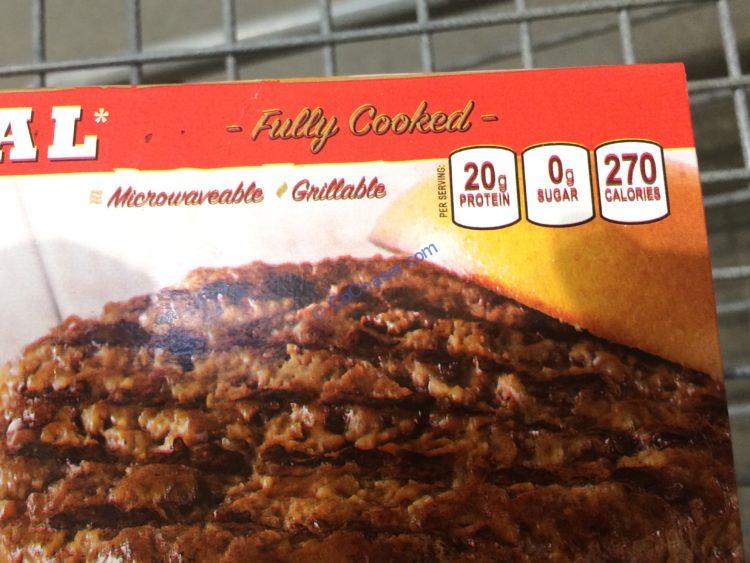 AL*
- Fully Cooked -
Microwaveable Grillable
PER SERVING:
20g PROTEIN
0g SUGAR
270 CALORIES